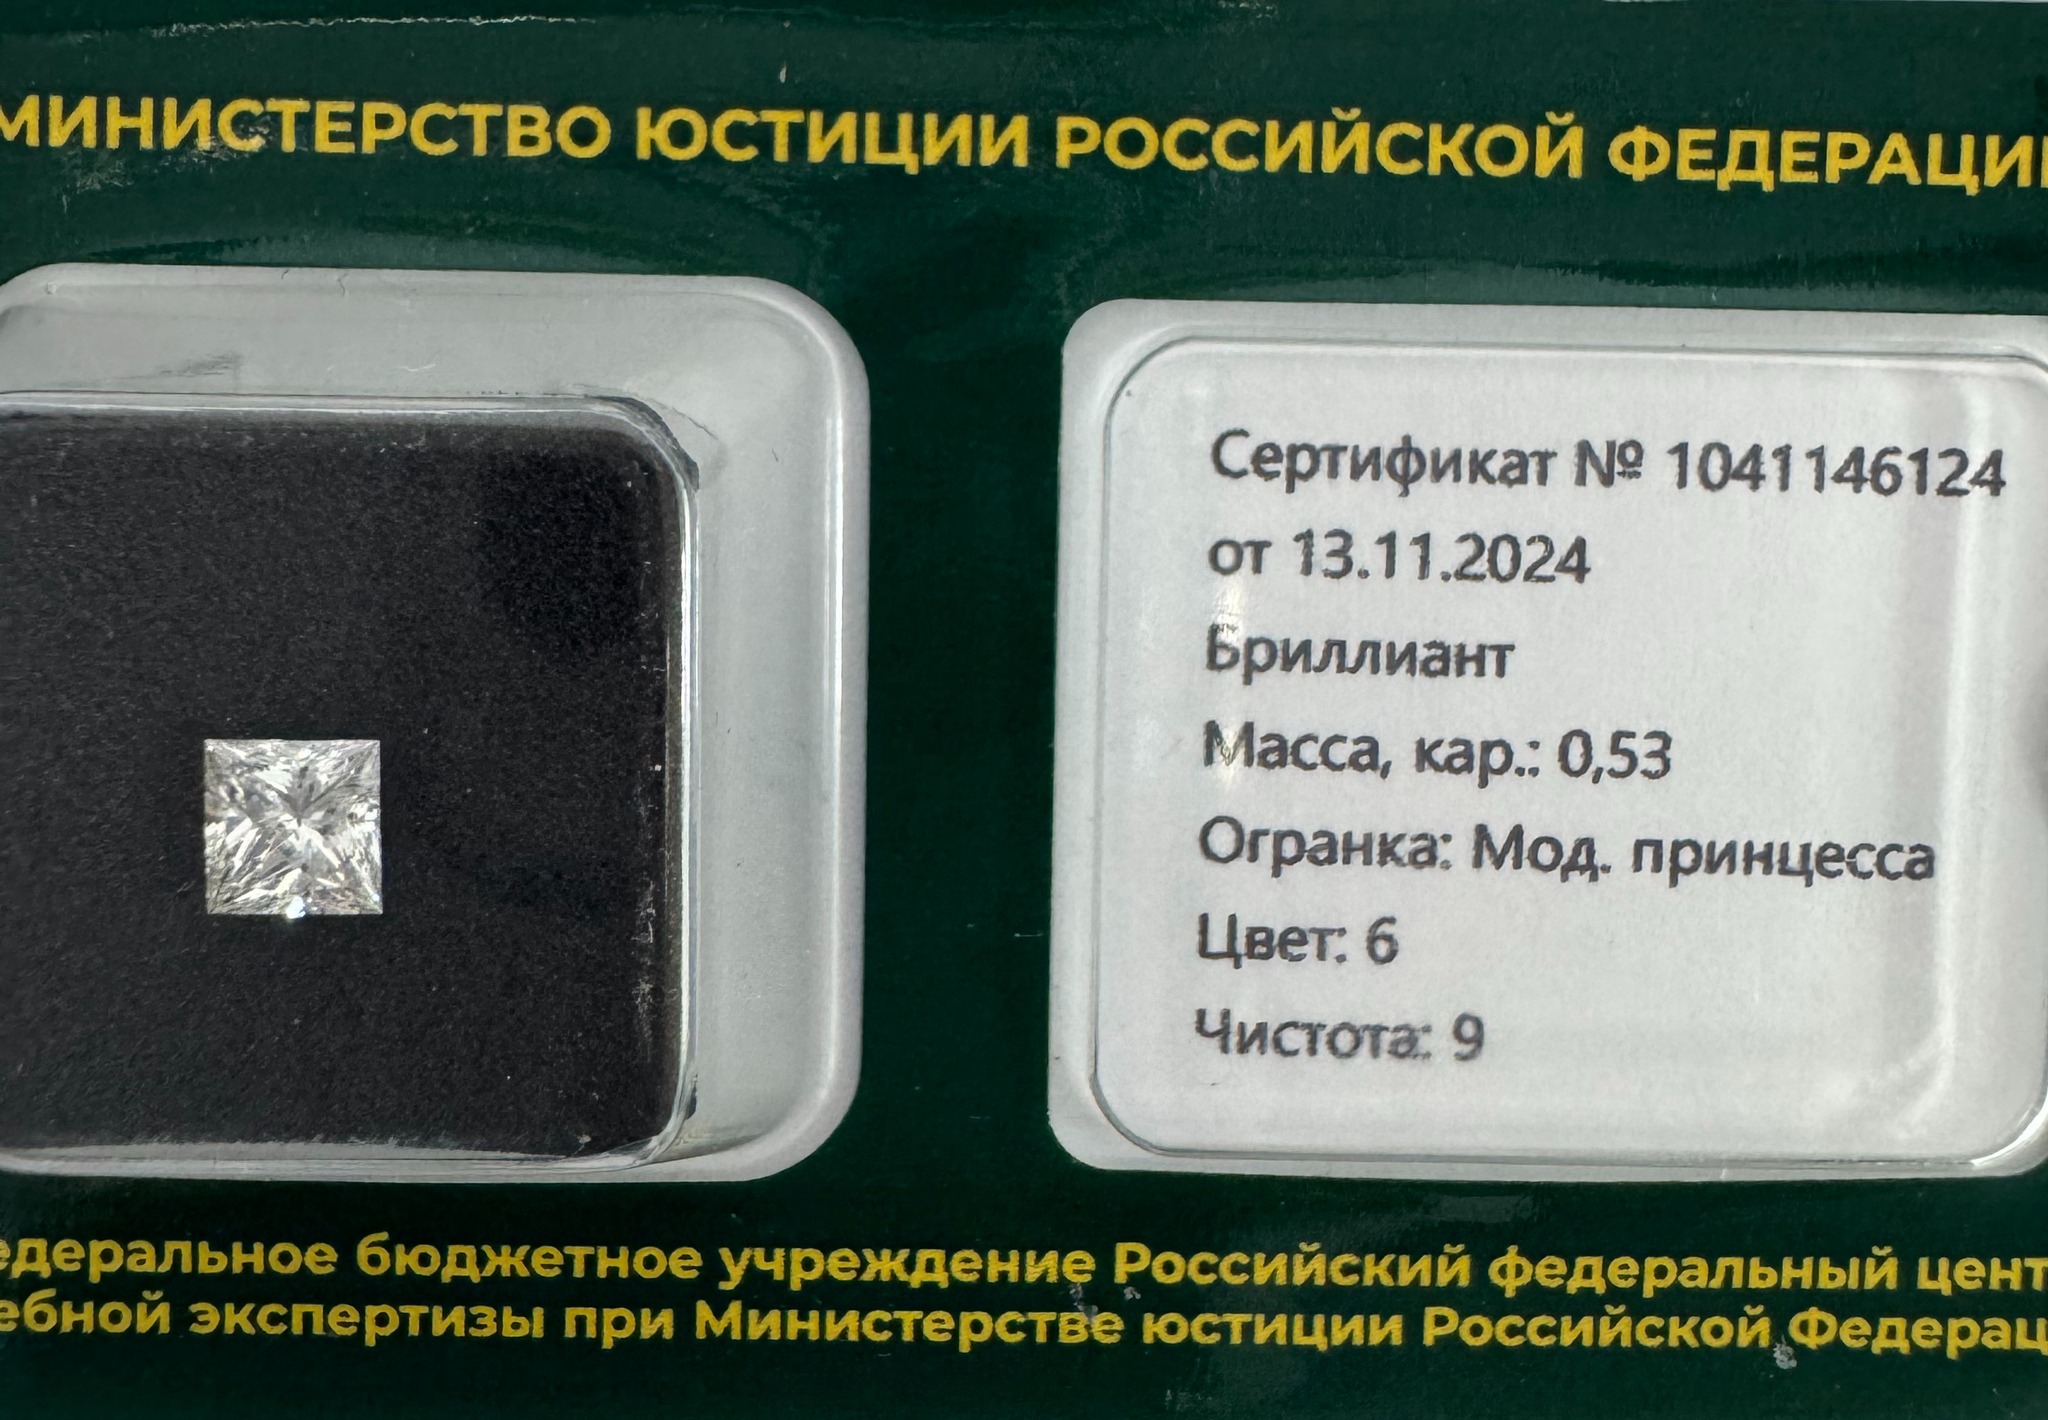 МИНИСТЕРСТВО ЮСТИЦИИ РОССИЙСКОЙ ФЕДЕРАЦИИ
Сертификат № 1041146124
от 13.11.2024
Бриллиант
Масса, кар.: 0,53
Огранка: Мод. принцесса
Цвет: 6
Чистота: 9
едеральное бюджетное учреждение Российский федеральный цент
ебной экспертизы при Министерстве юстиции Российской Федерац